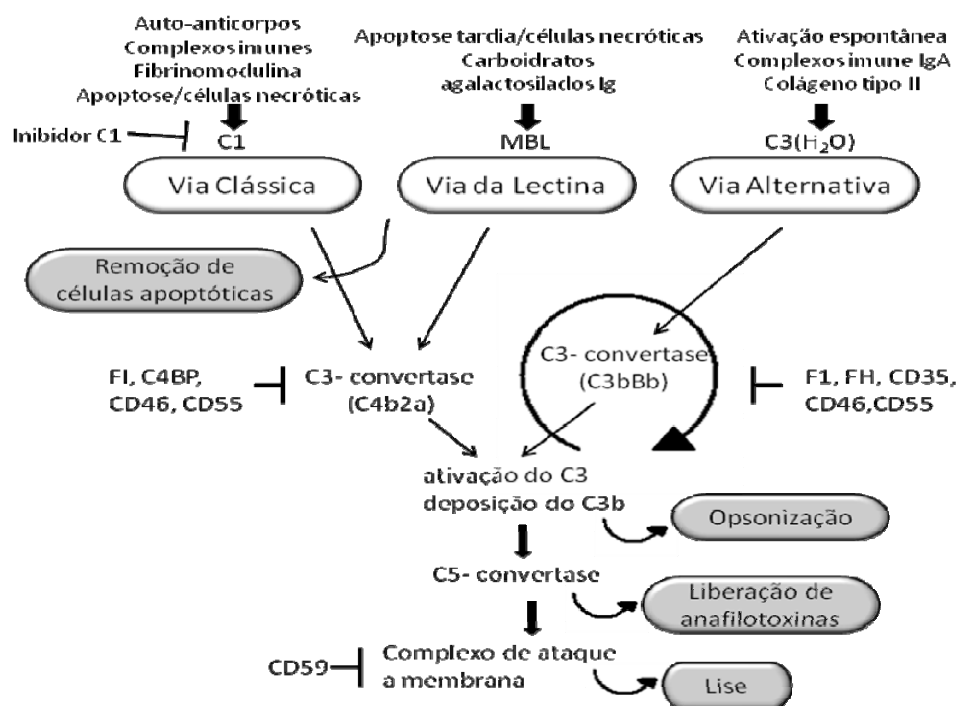 Auto-anticorpos
Complexos imunes
Fibrinomodulina
Apoptose/células necróticas
Apoptose tardia/células necróticas
Carboidratos
agalactosilados Ig
Ativação espontânea
Complexos imune IgA
Colágeno tipo II
Inibidor C1
C1
MBL
C3(H₂O)
Via Clássica
Via da Lectina
Via Alternativa
Remoção de
células apoptóticas
FI, C4BP,
CD46, CD55
C3- convertase
(C4b2a)
C3- convertase
(C3bBb)
F1, FH, CD35,
CD46,CD55
ativação do C3
deposição do C3b
Opsonização
C5- convertase
Liberação de
anafilotoxinas
CD59
Complexo de ataque
a membrana
Lise